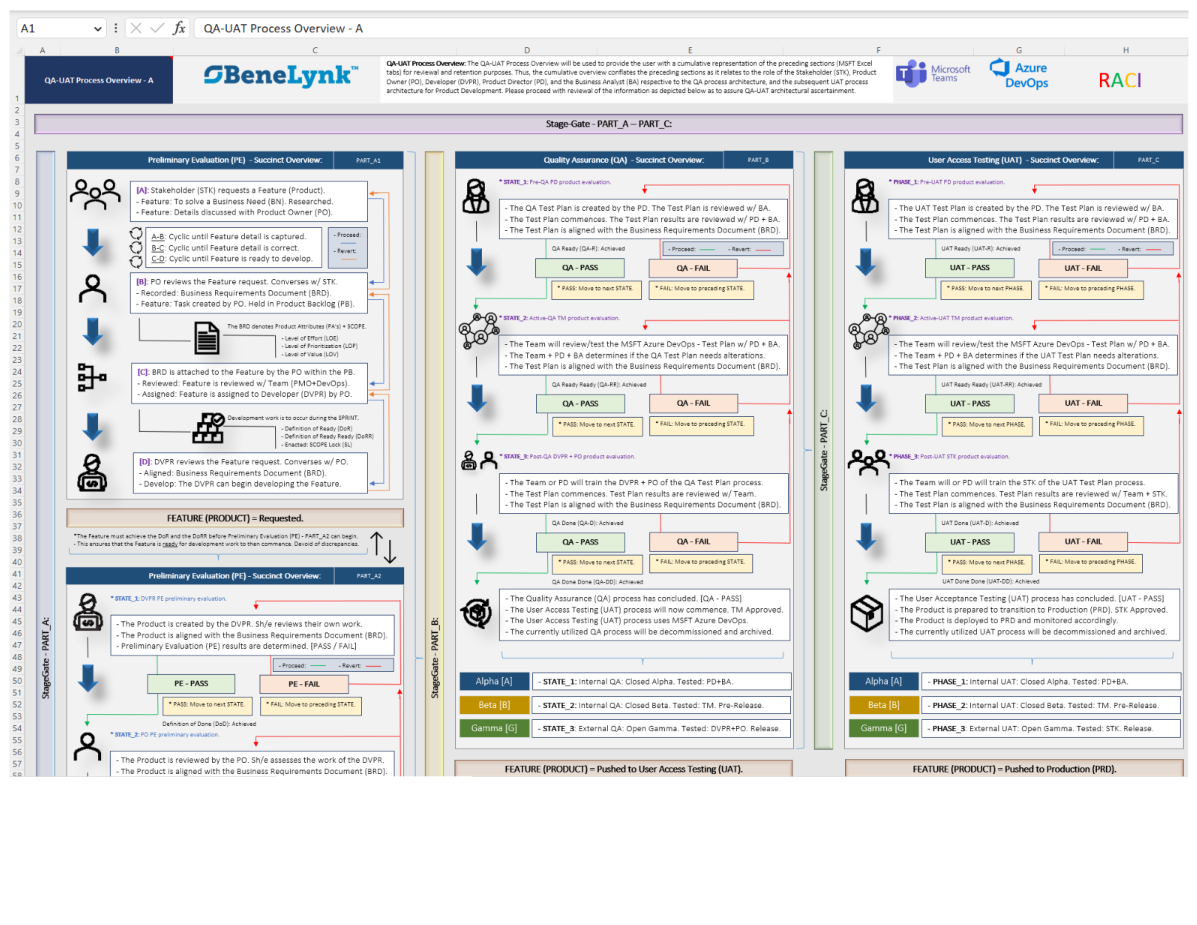 A1
fx
QA-UAT Process Overview - A
A B C D E F G H
QA-UAT Process Overview - A
BeneLynk™
QA-UAT Process Overview: The QA-UAT Process Overview will be used to provide the user with a cumulative representation of the preceding sections (MSFT Excel
tabs) for reviewal and retention purposes. Thus, the cumulative overview conflates the preceding sections as it relates to the role of the Stakeholder (STK), Product
Owner (PO), Developer (DVPR), Product Director (PD), and the Business Analyst (BA) respective to the QA process architecture, and the subsequent UAT process
architecture for Product Development. Please proceed with reviewal of the information as depicted below as to assure QA-UAT architectural ascertainment.
Microsoft
Teams
Azure
DevOps
RACI
Stage-Gate - PART_A – PART_C:
StageGate - PART_A:
Preliminary Evaluation (PE) - Succinct Overview:
PART_A1
[A]: Stakeholder (STK) requests a Feature (Product).
- Feature: To solve a Business Need (BN). Researched.
- Feature: Details discussed with Product Owner (PO).
A-B: Cyclic until Feature detail is captured.
B-C: Cyclic until Feature detail is correct.
C-D: Cyclic until Feature is ready to develop.
- Proceed:
- Revert:
[B]: PO reviews the Feature request. Converses w/ STK.
- Recorded: Business Requirements Document (BRD).
- Feature: Task created by PO. Held in Product Backlog (PB).
The BRD denotes Product Attributes (PA's) + SCOPE.
- Level of Effort (LOE)
- Level of Prioritization (LOP)
- Level of Value (LOV)
[C]: BRD is attached to the Feature by the PO within the PB.
- Reviewed: Feature is reviewed w/ Team (PMO+DevOps).
- Assigned: Feature is assigned to Developer (DVPR) by PO.
Development work is to occur during the SPRINT.
- Definition of Ready (DoR)
- Definition of Ready Ready (DoRR)
- Enacted: SCOPE Lock (SL)
[D]: DVPR reviews the Feature request. Converses w/ PO.
- Aligned: Business Requirements Document (BRD).
- Develop: The DVPR can begin developing the Feature.
FEATURE (PRODUCT) = Requested.
*The Feature must achieve the DoR and the DoRR before Preliminary Evaluation (PE) - PART_A2 can begin.
- This ensures that the Feature is ready for development work to then commence. Devoid of discrepancies.
Preliminary Evaluation (PE) - Succinct Overview:
PART_A2
* STATE_1: DVPR PE preliminary evaluation.
- The Product is created by the DVPR. Sh/e reviews their own work.
- The Product is aligned with the Business Requirements Document (BRD).
- Preliminary Evaluation (PE) results are determined. [PASS / FAIL]
- Proceed:
- Revert:
PE - PASS
PE - FAIL
* PASS: Move to next STATE.
* FAIL: Move to preceding STATE.
Definition of Done (DoD): Achieved
* STATE_2: PO PE preliminary evaluation.
- The Product is reviewed by the PO. Sh/e assesses the work of the DVPR.
- The Product is aligned with the Business Requirements Document (BRD).
StageGate - PART_B:
Quality Assurance (QA) - Succinct Overview:
PART_B
* STATE_1: Pre-QA PD product evaluation.
- The QA Test Plan is created by the PD. The Test Plan is Reviewed w/ BA.
- The Test Plan commences. The Test Plan results are reviewed w/ PD + BA.
- The Test Plan is aligned with the Business Requirements Document (BRD).
QA Ready (QA-R): Achieved
- Proceed:
- Revert:
QA - PASS
QA - FAIL
* PASS: Move to next STATE.
* FAIL: Move to preceding STATE.
* STATE_2: Active-QA TM product evaluation.
- The Team will review/test the MSFT Azure DevOps - Test Plan w/ PD + BA.
- The Team + PD + BA determines if the QA Test Plan needs alterations.
- The Test Plan is aligned with the Business Requirements Document (BRD).
QA Ready Ready (QA-RR): Achieved
QA - PASS
QA - FAIL
* PASS: Move to next STATE.
* FAIL: Move to preceding STATE.
* STATE_3: Post-QA DVPR + PO product evaluation.
- The Team or PD will train the DVPR + PO of the QA Test Plan process.
- The Test Plan commences. Test Plan results are reviewed w/ Team.
- The Test Plan is aligned with the Business Requirements Document (BRD).
QA Done (QA-D): Achieved
QA - PASS
QA - FAIL
* PASS: Move to next STATE.
* FAIL: Move to preceding STATE.
QA Done Done (QA-DD): Achieved
- The Quality Assurance (QA) process has concluded. [QA - PASS]
- The User Access Testing (UAT) process will now commence. TM Approved.
- The User Access Testing (UAT) process uses MSFT Azure DevOps.
- The currently utilized QA process will be decommissioned and archived.
Alpha [A]
- STATE_1: Internal QA: Closed Alpha. Tested: PD+BA.
Beta [B]
- STATE_2: Internal QA: Closed Beta. Tested: TM. Pre-Release.
Gamma [G]
- STATE_3: External QA: Open Gamma. Tested: DVPR+PO. Release.
FEATURE (PRODUCT) = Pushed to User Access Testing (UAT).
StageGate - PART_C:
User Access Testing (UAT) - Succinct Overview:
PART_C
* PHASE_1: Pre-UAT PD product evaluation.
- The UAT Test Plan is created by the PD. The Test Plan is Reviewed w/ BA.
- The Test Plan commences. The Test Plan results are reviewed w/ PD + BA.
- The Test Plan is aligned with the Business Requirements Document (BRD).
UAT Ready (UAT-R): Achieved
- Proceed:
- Revert:
UAT - PASS
UAT - FAIL
* PASS: Move to next PHASE.
* FAIL: Move to preceding PHASE.
* PHASE_2: Active-UAT TM product evaluation.
- The Team will review/test the MSFT Azure DevOps - Test Plan w/ PD + BA.
- The Team + PD + BA determines if the UAT Test Plan needs alterations.
- The Test Plan is aligned with the Business Requirements Document (BRD).
UAT Ready Ready (UAT-RR): Achieved
UAT - PASS
UAT - FAIL
* PASS: Move to next PHASE.
* FAIL: Move to preceding PHASE.
* PHASE_3: Post-UAT STK product evaluation.
- The Team will or PD will train the STK of the UAT Test Plan process.
- The Test Plan commences. Test Plan results are reviewed w/ Team + STK.
- The Test Plan is aligned with the Business Requirements Document (BRD).
UAT Done (UAT-D): Achieved
UAT - PASS
UAT - FAIL
* PASS: Move to next PHASE.
* FAIL: Move to preceding PHASE.
UAT Done Done (UAT-DD): Achieved
- The User Acceptance Testing (UAT) process has concluded. [UAT - PASS]
- The Product is prepared to transition to Production (PRD). STK Approved.
- The Product is deployed to PRD and monitored accordingly.
- The currently utilized UAT process will be decommissioned and archived.
Alpha [A]
- PHASE_1: Internal UAT: Closed Alpha. Tested: PD+BA.
Beta [B]
- PHASE_2: Internal UAT: Closed Beta. Tested: TM. Pre-Release.
Gamma [G]
- PHASE_3: External UAT: Open Gamma. Tested: STK. Release.
FEATURE (PRODUCT) = Pushed to Production (PRD).